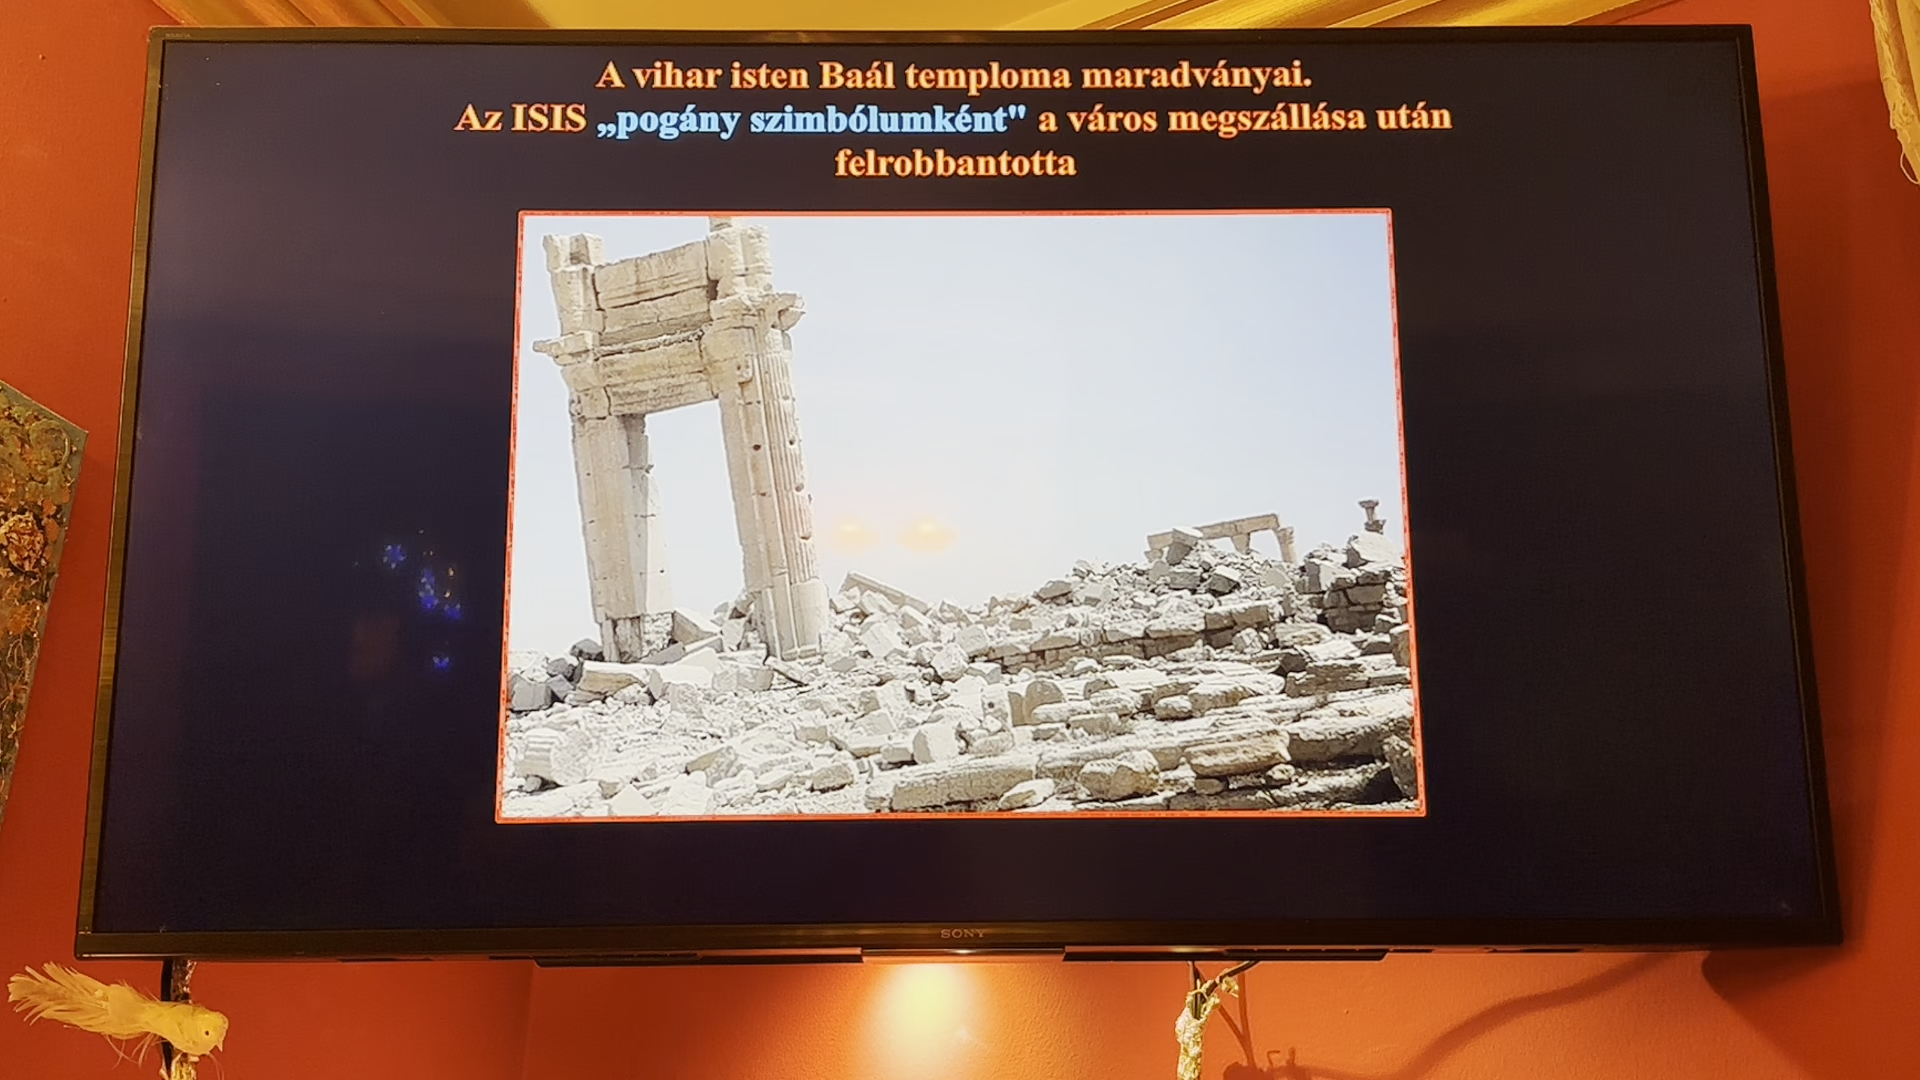 A vihar isten Baál temploma maradványai.
Az ISIS „pogány szimbólumként" a város megszállása után
felrobbantotta
SONY